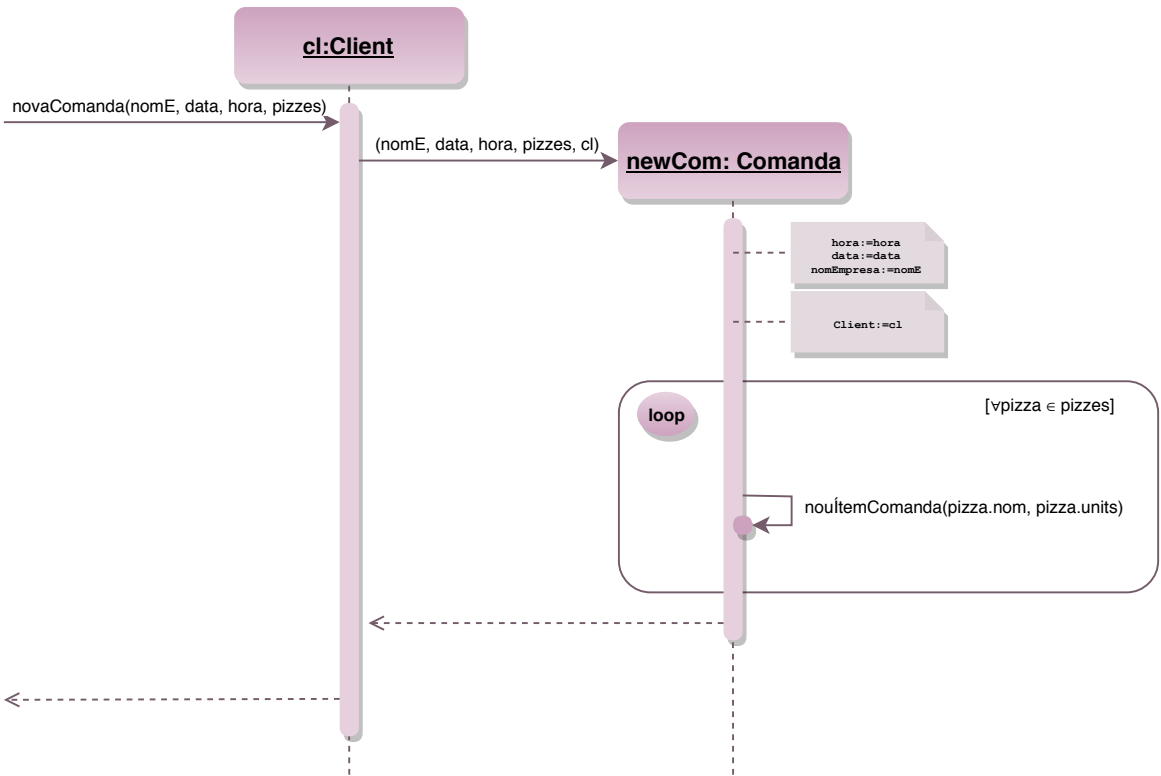 cl:Client
novaComanda(nomE, data, hora, pizzes)
(nomE, data, hora, pizzes, cl)
newCom: Comanda
hora:=hora
data:=data
nomEmpresa:=nomE
Client:=cl
loop
[∀pizza ∈ pizzes]
nouÍtemComanda(pizza.nom, pizza.units)